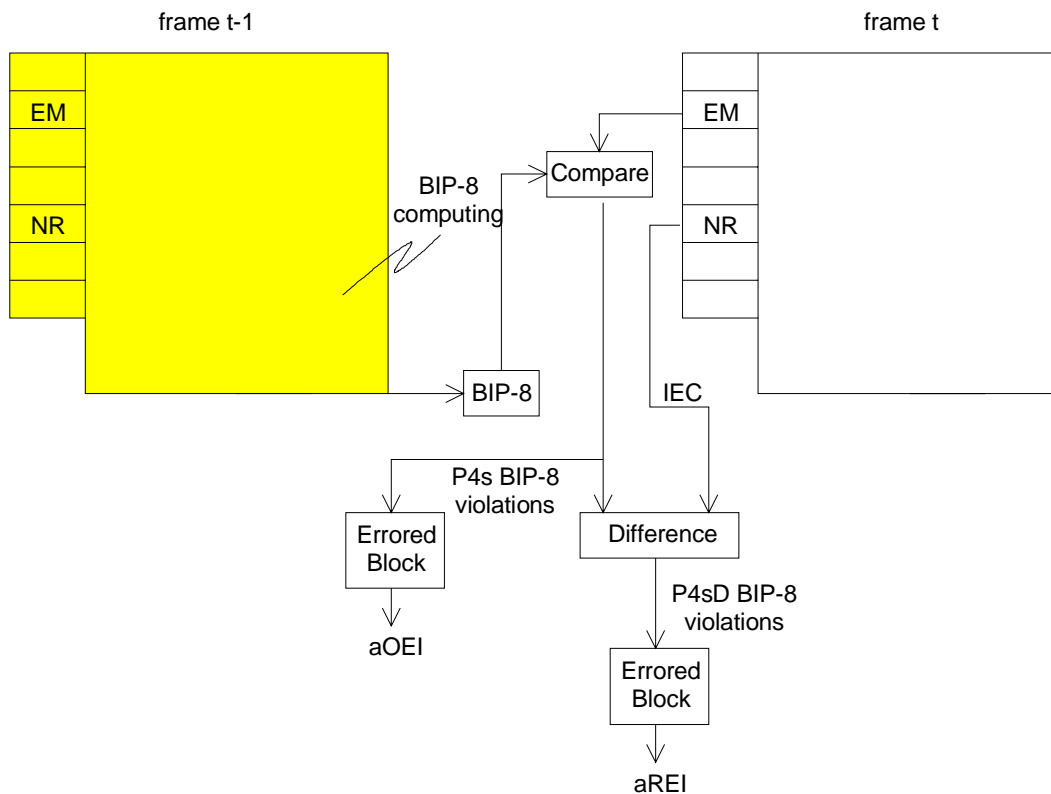 frame t-1
frame t
EM
EM
Compare
BIP-8
computing
NR
NR
BIP-8
IEC
P4s BIP-8
violations
Errored
Block
Difference
P4sD BIP-8
violations
aOEI
Errored
Block
aREI